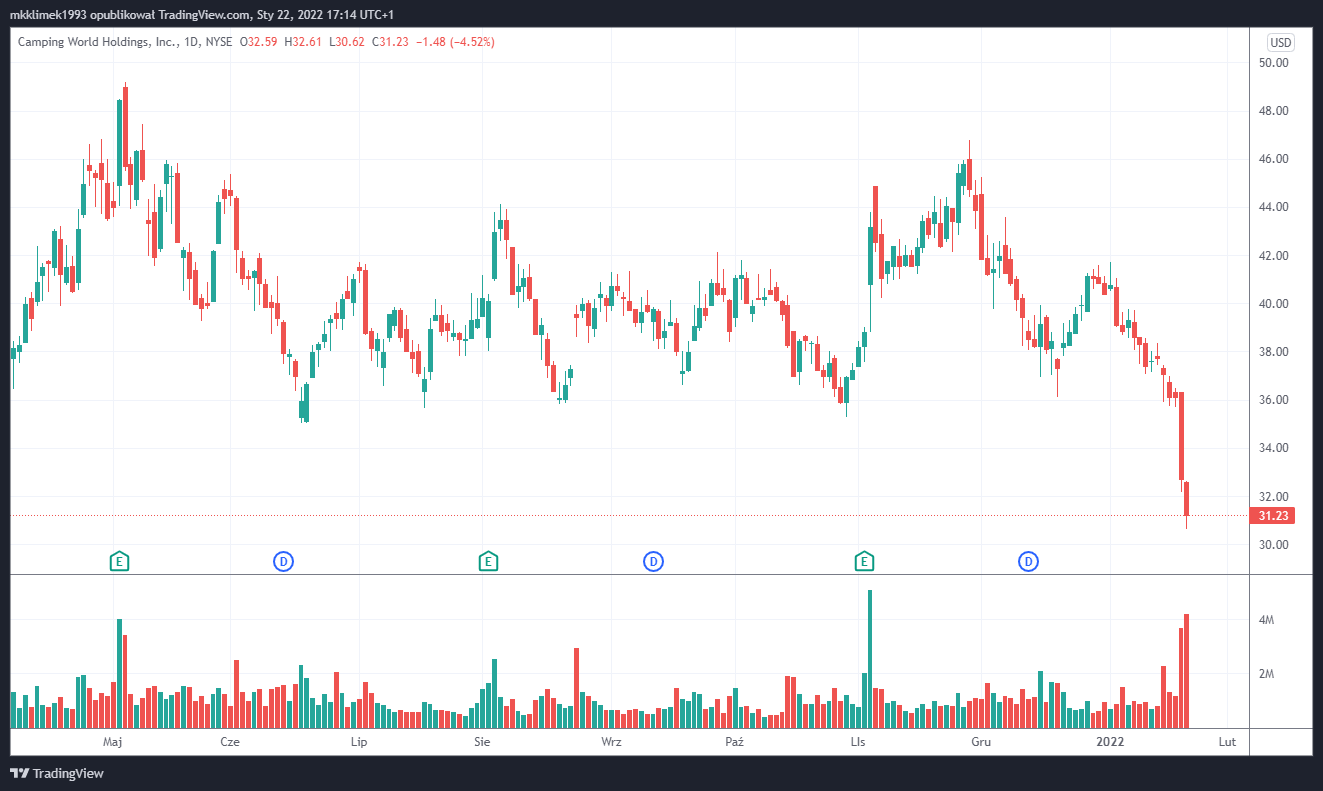 mkklimek1993 opublikował TradingView.com, Sty 22, 2022 17:14 UTC+1
Camping World Holdings, Inc., 1D, NYSE O32.59 H32.61 L30.62 C31.23 −1.48 (−4.52%)
USD
50.00
48.00
46.00
44.00
42.00
40.00
38.00
36.00
34.00
32.00
31.23
30.00
E D E D E D
4M
2M
Maj Cze Lip Sie Wrz Paź LIs Gru 2022 Lut
TradingView